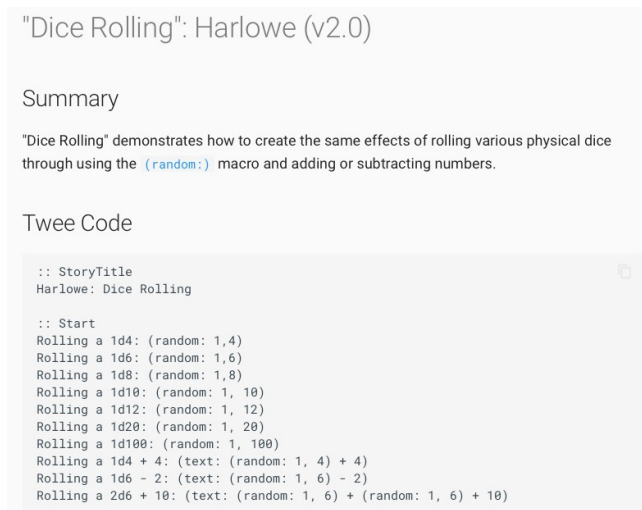 "Dice Rolling": Harlowe (v2.0)
Summary
"Dice Rolling" demonstrates how to create the same effects of rolling various physical dice
through using the (random:) macro and adding or subtracting numbers.
Twee Code
:: StoryTitle
Harlowe: Dice Rolling
:: Start
Rolling a 1d4: (random: 1,4)
Rolling a 1d6: (random: 1,6)
Rolling a 1d8: (random: 1,8)
Rolling a 1d10: (random: 1, 10)
Rolling a 1d12: (random: 1, 12)
Rolling a 1d20: (random: 1, 20)
Rolling a 1d100: (random: 1, 100)
Rolling a 1d4 + 4: (text: (random: 1, 4) + 4)
Rolling a 1d6 - 2: (text: (random: 1, 6) - 2)
Rolling a 2d6 + 10: (text: (random: 1, 6) + (random: 1, 6) + 10)